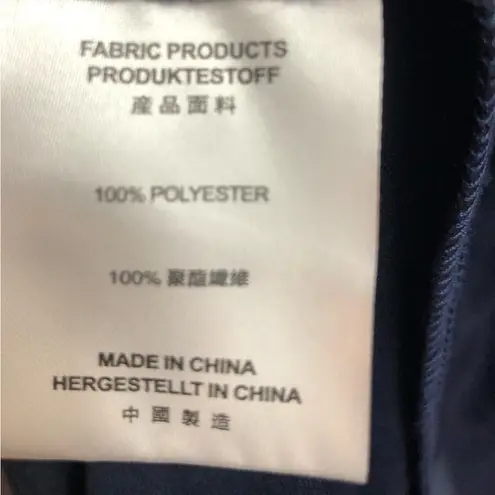 FABRIC PRODUCTS
PRODUKTESTOFF
産品面料
100% POLYESTER
100% 聚酯纖維
MADE IN CHINA
HERGESTELLT IN CHINA
中國製造